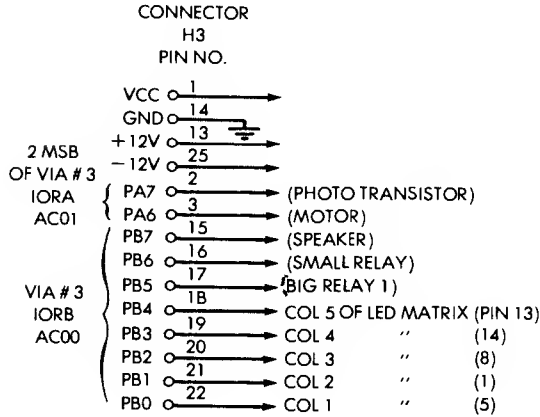 CONNECTOR
H3
PIN NO.
VCC 1
GND 14
+12V 13
−12V 25
2 MSB
OF VIA #3
IORA
AC01
PA7 2 (PHOTO TRANSISTOR)
PA6 3 (MOTOR)
PB7 15 (SPEAKER)
PB6 16 (SMALL RELAY)
PB5 17 (BIG RELAY 1)
VIA #3
IORB
AC00
PB4 1B COL 5 OF LED MATRIX (PIN 13)
PB3 19 COL 4 " (14)
PB2 20 COL 3 " (8)
PB1 21 COL 2 " (1)
PB0 22 COL 1 " (5)